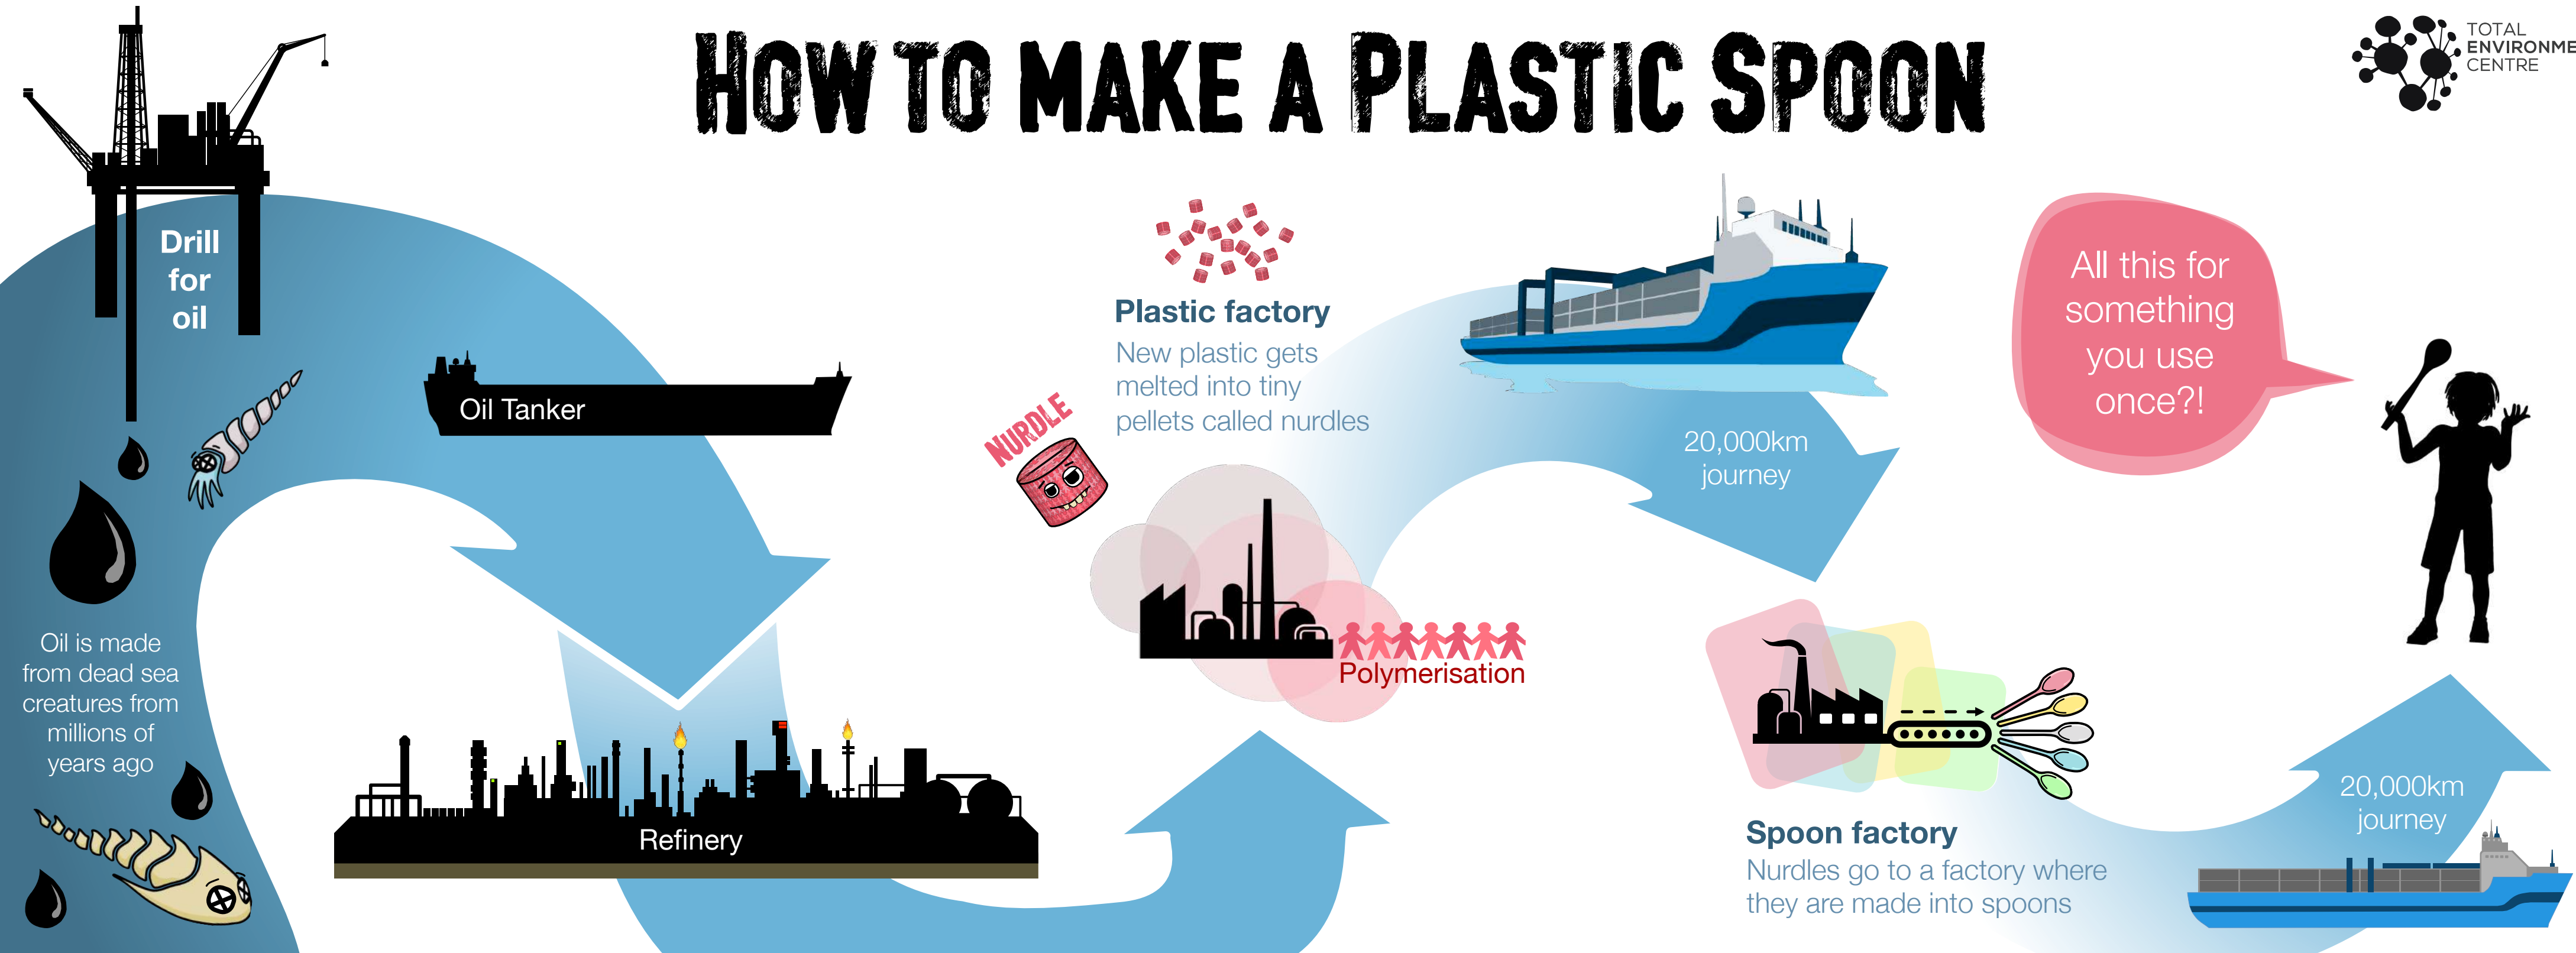 HOW TO MAKE A PLASTIC SPOON
TOTAL
ENVIRONME
CENTRE
Drill
for
oil
Oil is made
from dead sea
creatures from
millions of
years ago
Oil Tanker
Refinery
NURDLE
Plastic factory
New plastic gets
melted into tiny
pellets called nurdles
Polymerisation
20,000km
journey
Spoon factory
Nurdles go to a factory where
they are made into spoons
20,000km
journey
All this for
something
you use
once?!